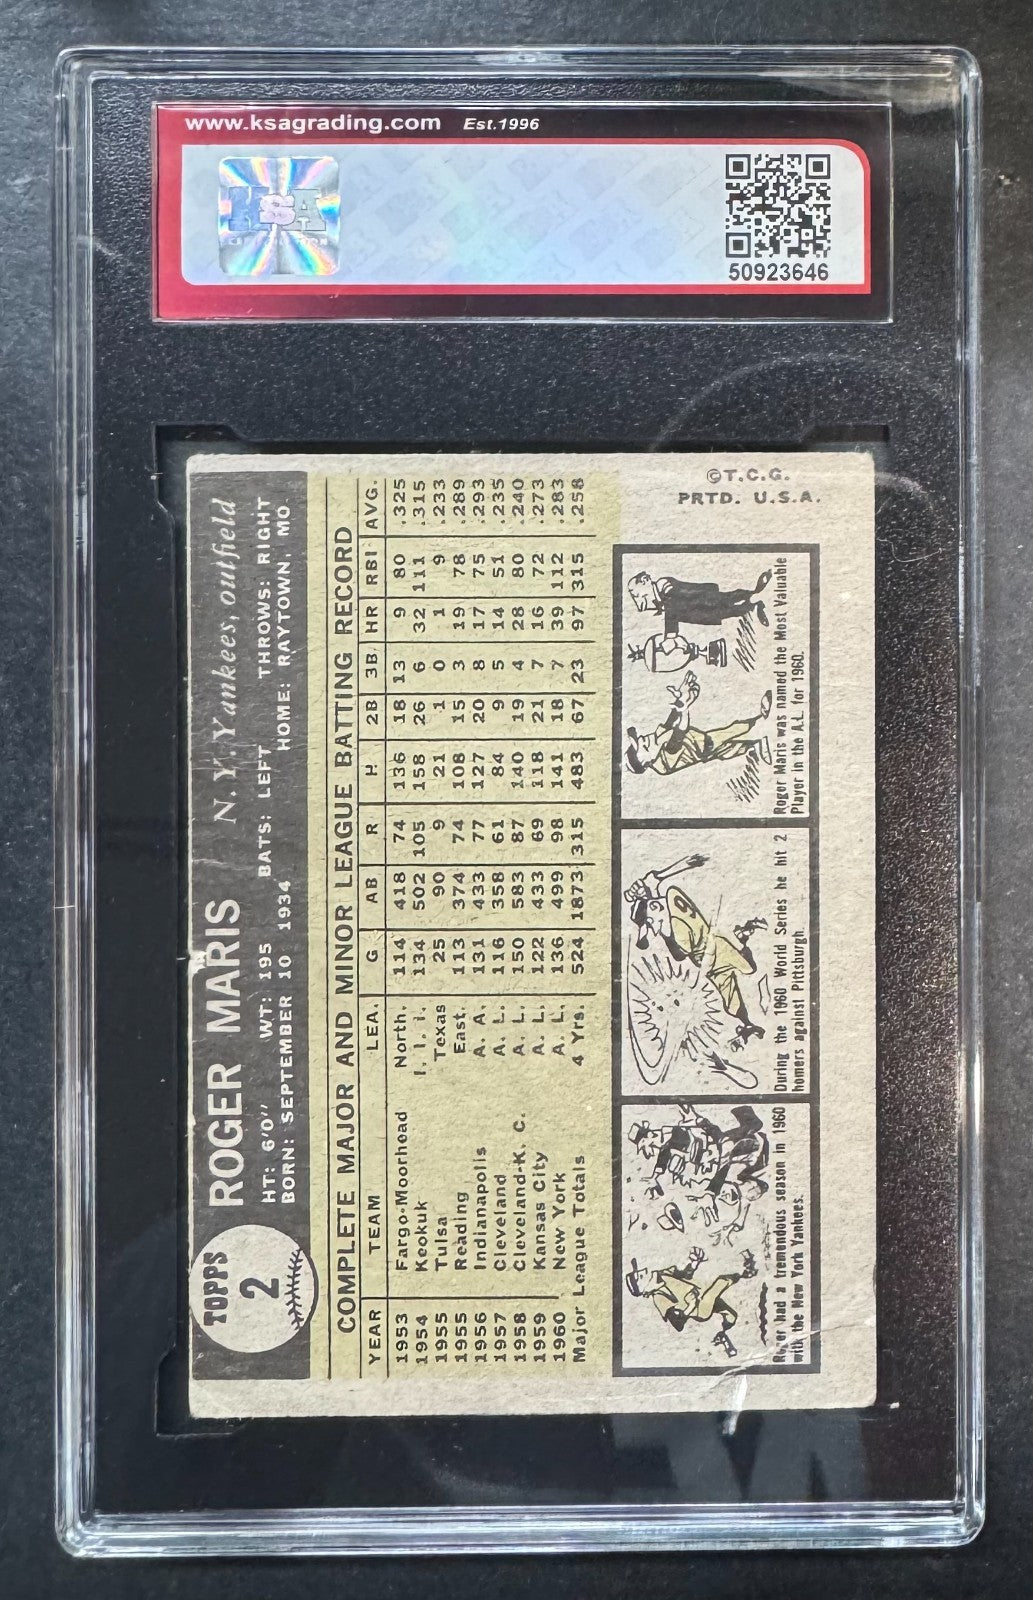 www.ksagrading.com Est.1996
KSA
CERTIFICATION
50923646
TOPPS
2
ROGER MARIS N. Y. Yankees, outfield
HT: 6'0" WT: 195 BATS: LEFT THROWS: RIGHT
BORN: SEPTEMBER 10 1934 HOME: RAYTOWN, MO.
COMPLETE MAJOR AND MINOR LEAGUE BATTING RECORD
YEAR TEAM LEA. G AB R H 2B 3B HR RBI AVG.
1953 Fargo-Moorhead North. 114 418 74 136 18 13 9 80 .325
1954 Keokuk I. I. I. 134 502 105 158 26 6 32 111 .315
1955 Tulsa Texas 25 90 9 21 1 0 1 9 .233
1955 Reading East. 113 374 74 108 15 3 19 78 .289
1956 Indianapolis A. A. 131 433 77 127 20 8 17 75 .293
1957 Cleveland A. L. 116 358 61 84 9 5 14 51 .235
1958 Cleveland-K. C. A. L. 150 583 87 140 19 4 28 80 .240
1959 Kansas City A. L. 122 433 69 118 21 7 16 72 .273
1960 New York A. L. 136 499 98 141 18 7 39 112 .283
Major League Totals 4 Yrs. 524 1873 315 483 67 23 97 315 .258
Roger had a tremendous season in 1960
with the New York Yankees.
9
During the 1960 World Series he hit 2
homers against Pittsburgh.
Roger Maris was named the Most Valuable
Player in the A.L. for 1960.
©T.C.G.
PRTD. U.S.A.